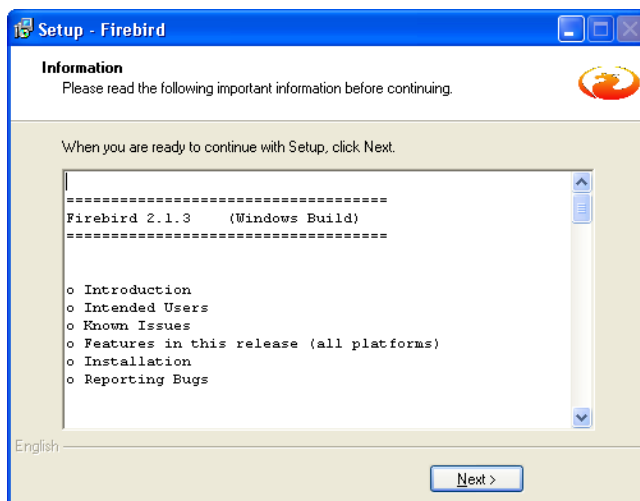 Setup - Firebird
Information
Please read the following important information before continuing.
When you are ready to continue with Setup, click Next.
====================================
Firebird 2.1.3    (Windows Build)
====================================
o Introduction
o Intended Users
o Known Issues
o Features in this release (all platforms)
o Installation
o Reporting Bugs
English
Next >